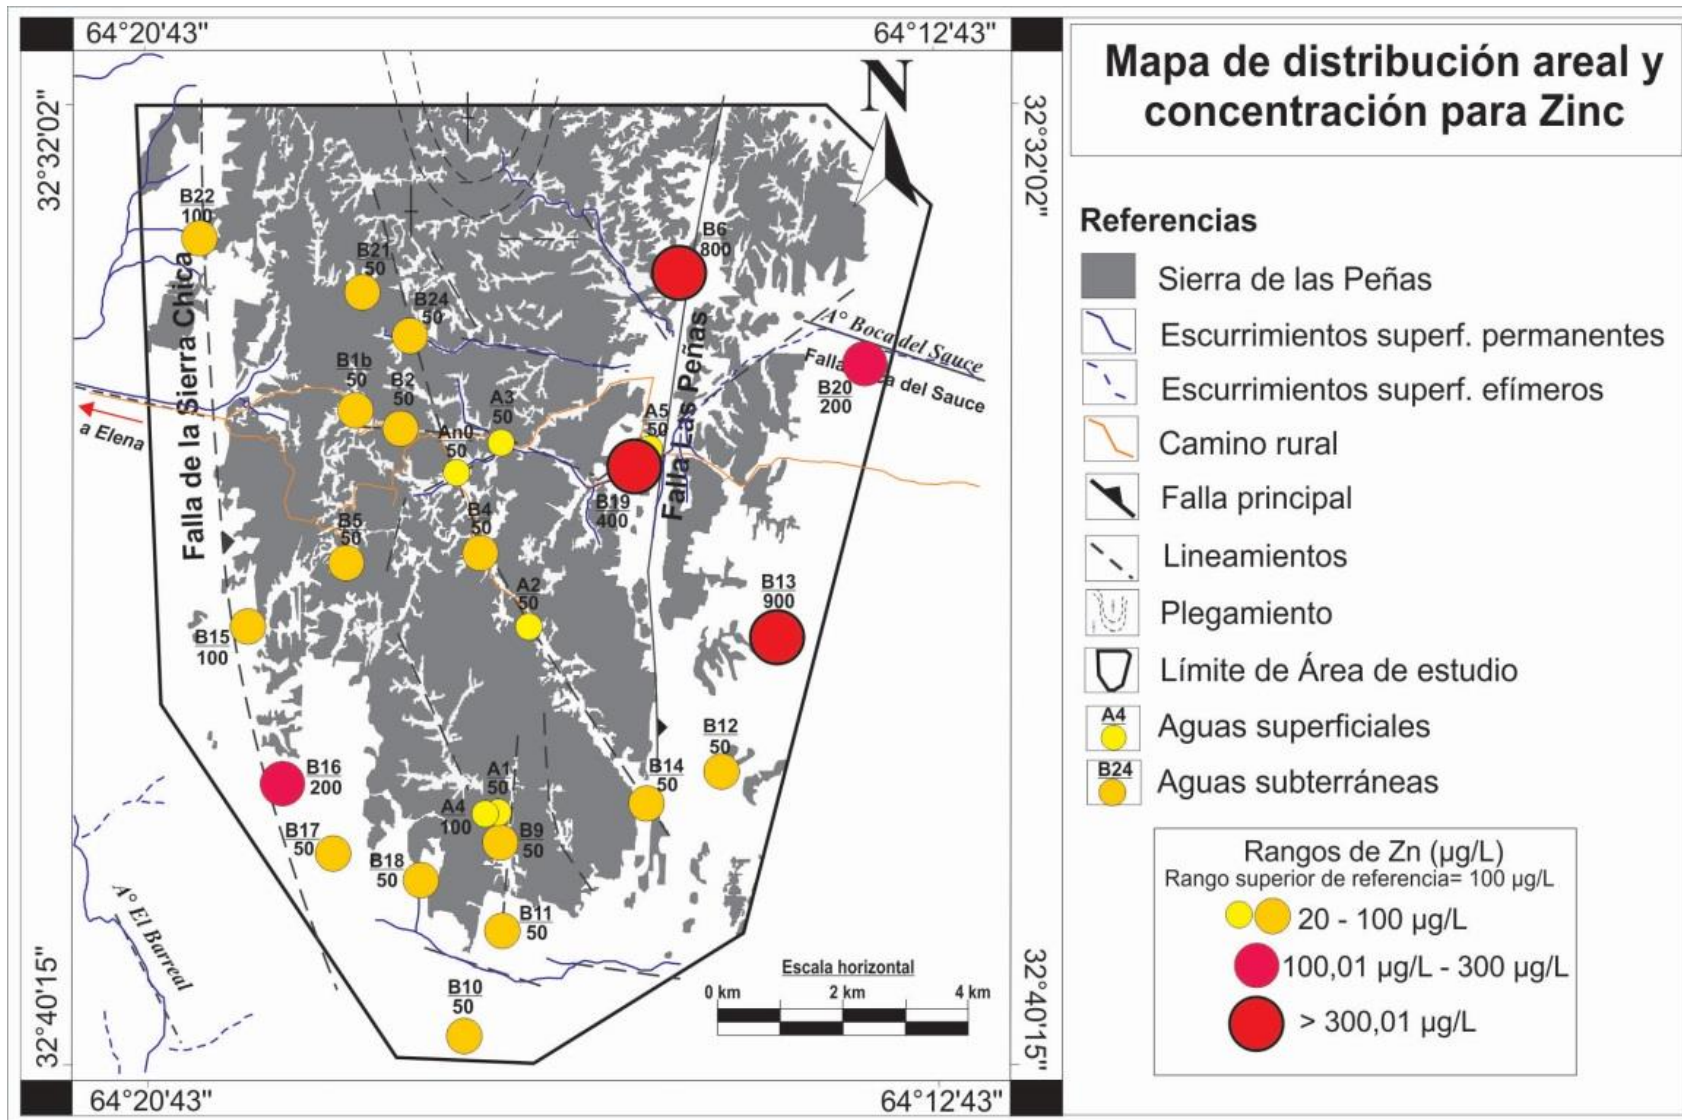 64°20'43"
64°12'43"
32°32'02"
32°32'02"
N
B22
100
B21
50
B24
50
B6
800
A° Boca del Sauce
del Sauce
B20
200
Falla de la Sierra Chica
Falla Las Peñas
B1b
50
B2
50
A3
50
An0
50
A5
50
a Elena
B19
400
B5
50
B4
50
A2
50
B13
900
B15
100
B12
50
B14
50
B16
200
A1
50
A4
100
B9
50
B17
50
B18
50
B11
50
B10
50
A° El Barreal
Escala horizontal
0 km 2 km 4 km
32°40'15"
32°40'15"
64°20'43"
64°12'43"
Mapa de distribución areal y
concentración para Zinc
Referencias
Sierra de las Peñas
Escurrimientos superf. permanentes
Escurrimientos superf. efímeros
Camino rural
Falla principal
Lineamientos
Plegamiento
Límite de Área de estudio
A4
Aguas superficiales
B24
Aguas subterráneas
Rangos de Zn (µg/L)
Rango superior de referencia= 100 µg/L
20 - 100 µg/L
100,01 µg/L - 300 µg/L
> 300,01 µg/L